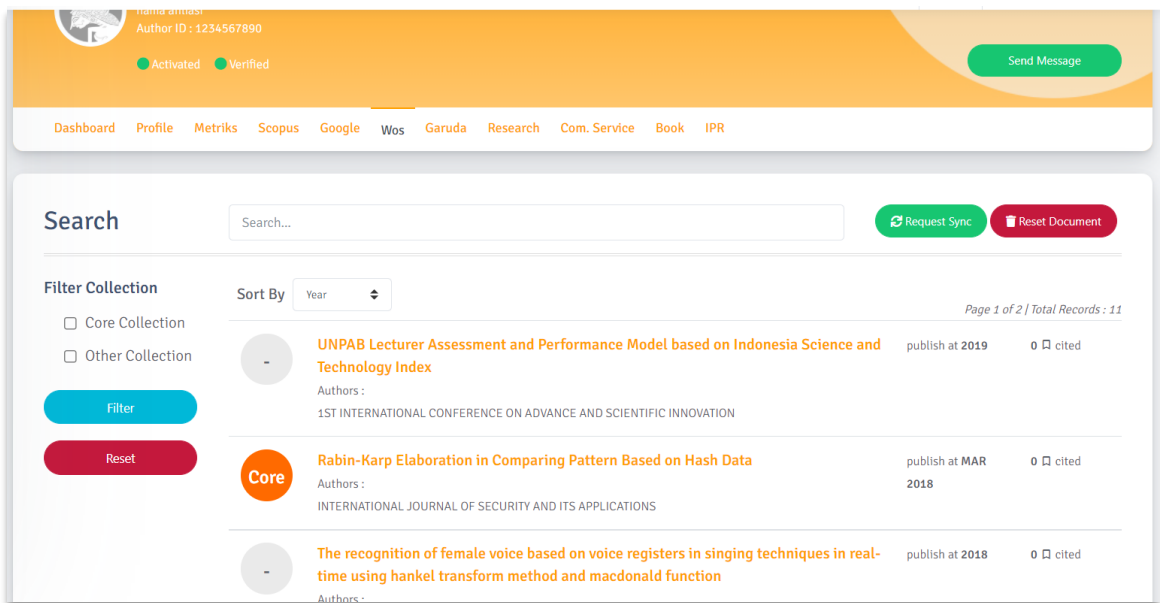 Author ID : 1234567890
Activated Verified
Send Message
Dashboard Profile Metriks Scopus Google Wos Garuda Research Com. Service Book IPR
Search
Search...
Request Sync
Reset Document
Filter Collection
Core Collection
Other Collection
Filter
Reset
Sort By Year
Page 1 of 2 | Total Records : 11
-
UNPAB Lecturer Assessment and Performance Model based on Indonesia Science and
Technology Index
Authors :
1ST INTERNATIONAL CONFERENCE ON ADVANCE AND SCIENTIFIC INNOVATION
publish at 2019
0 cited
Core
Rabin-Karp Elaboration in Comparing Pattern Based on Hash Data
Authors :
INTERNATIONAL JOURNAL OF SECURITY AND ITS APPLICATIONS
publish at MAR
2018
0 cited
-
The recognition of female voice based on voice registers in singing techniques in real-
time using hankel transform method and macdonald function
Authors :
publish at 2018
0 cited